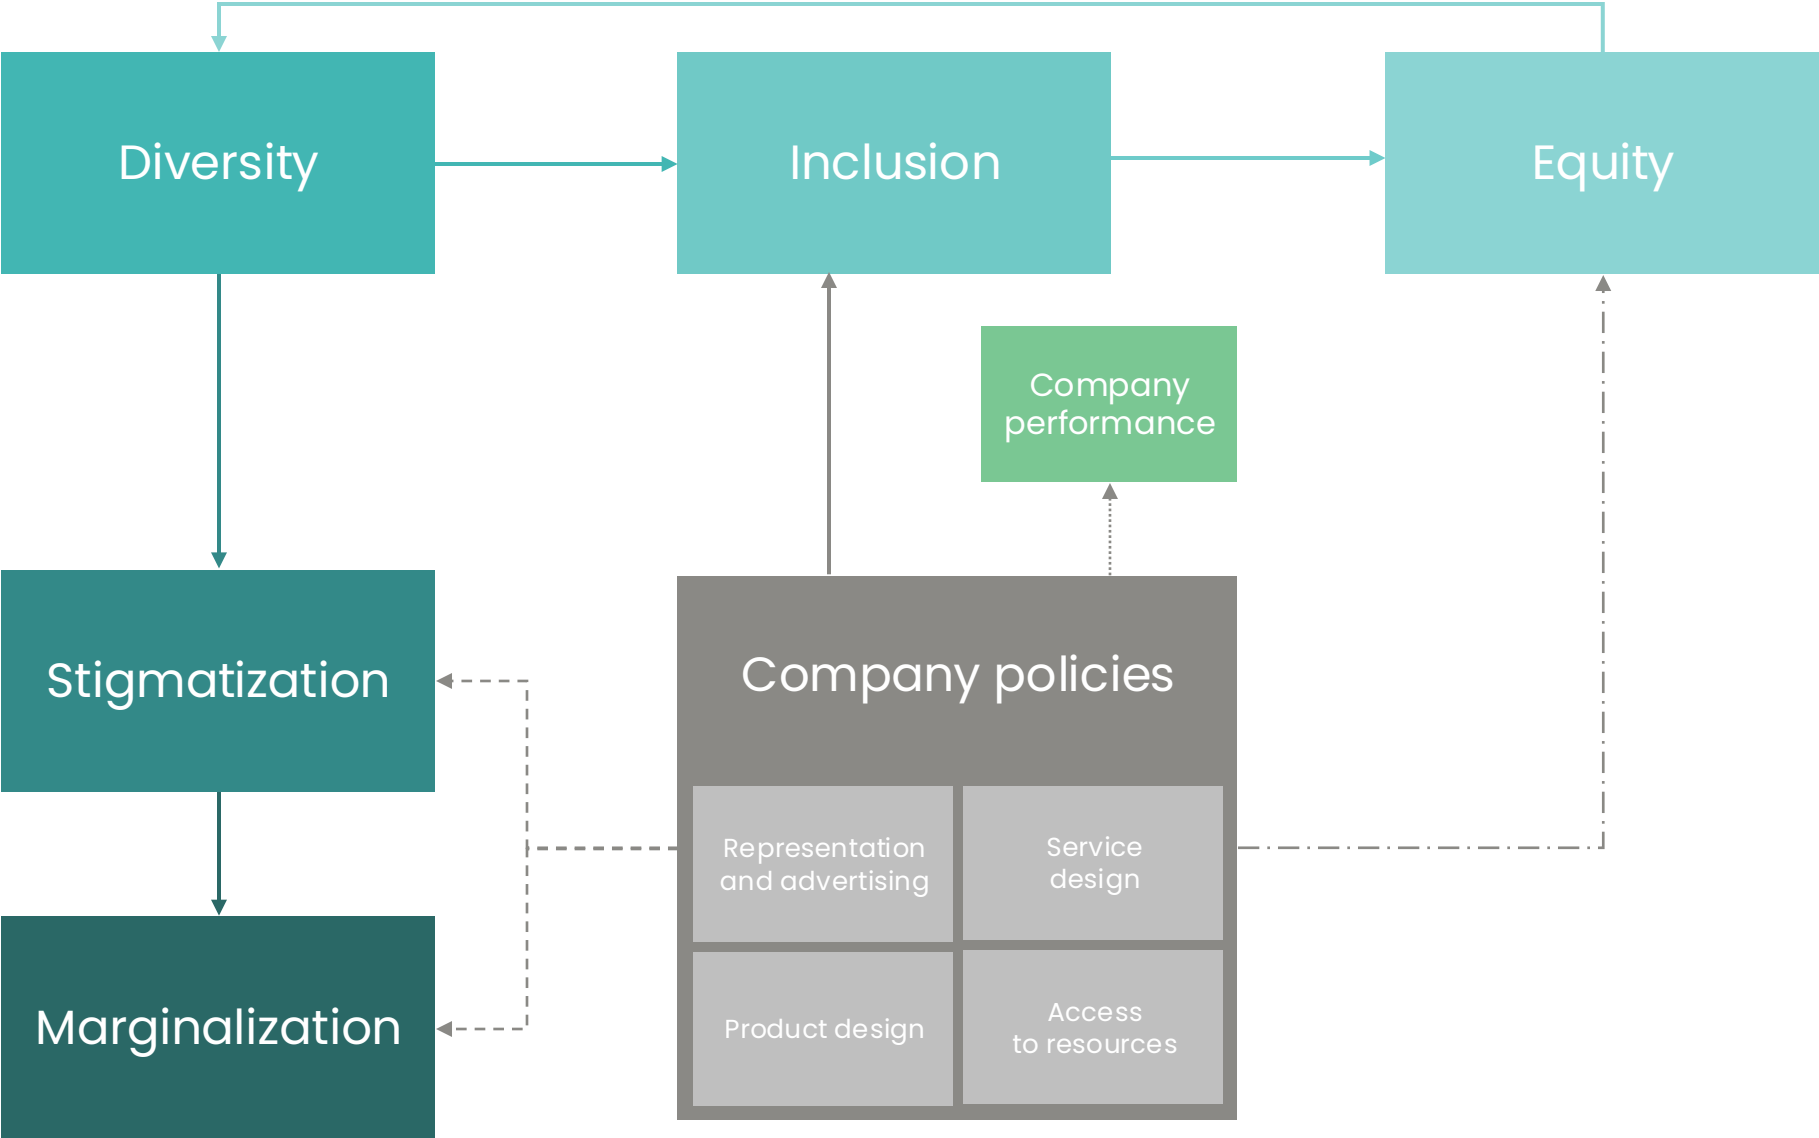 Diversity
Inclusion
Equity
Company
performance
Stigmatization
Company policies
Representation
and advertising
Service
design
Product design
Access
to resources
Marginalization